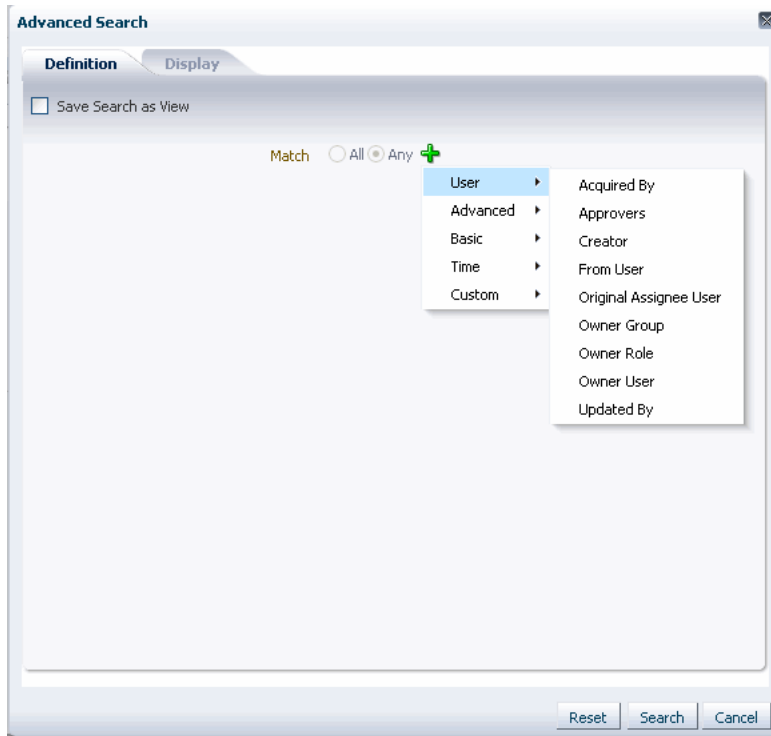 Advanced Search
Definition Display
Save Search as View
Match All Any
User
Advanced
Basic
Time
Custom
Acquired By
Approvers
Creator
From User
Original Assignee User
Owner Group
Owner Role
Owner User
Updated By
Reset Search Cancel